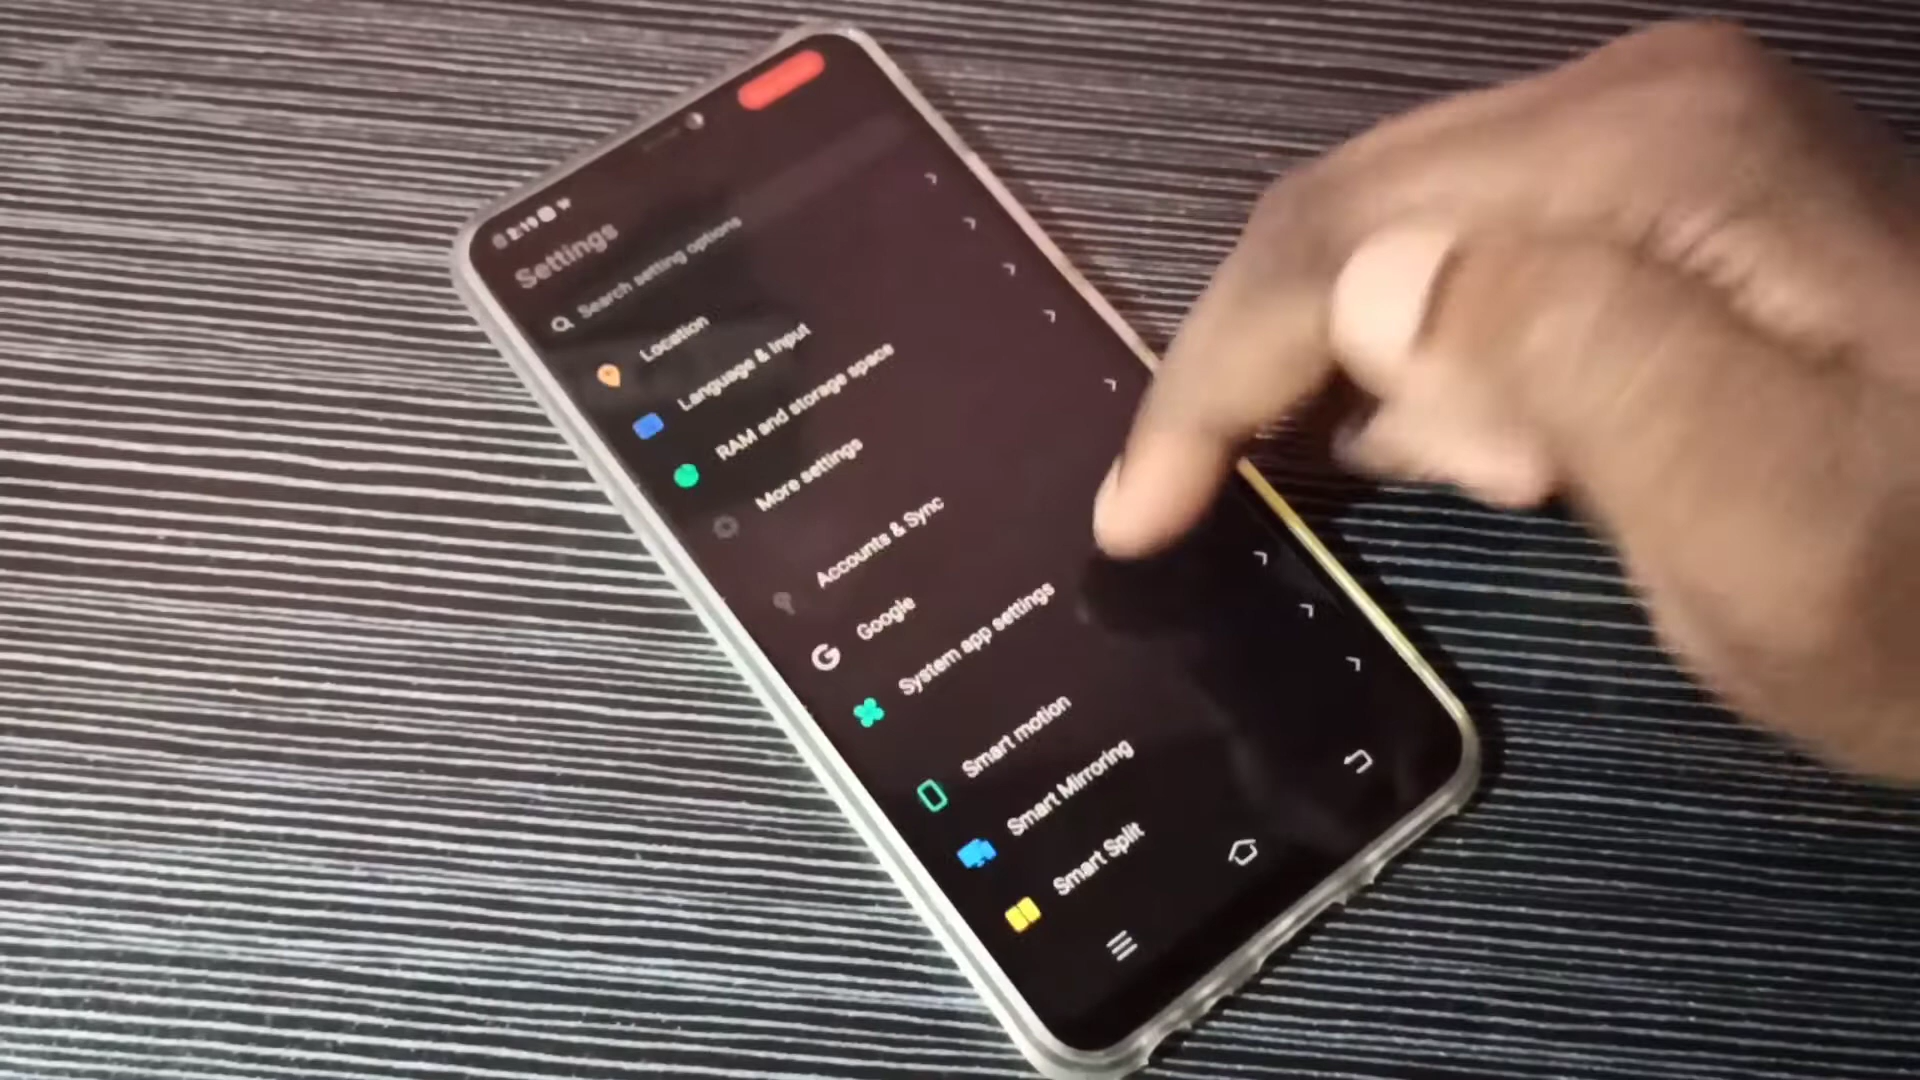 Settings
Search setting options
Location
Language & input
RAM and storage space
More settings
Accounts & Sync
Google
System app settings
Smart motion
Smart Mirroring
Smart Split